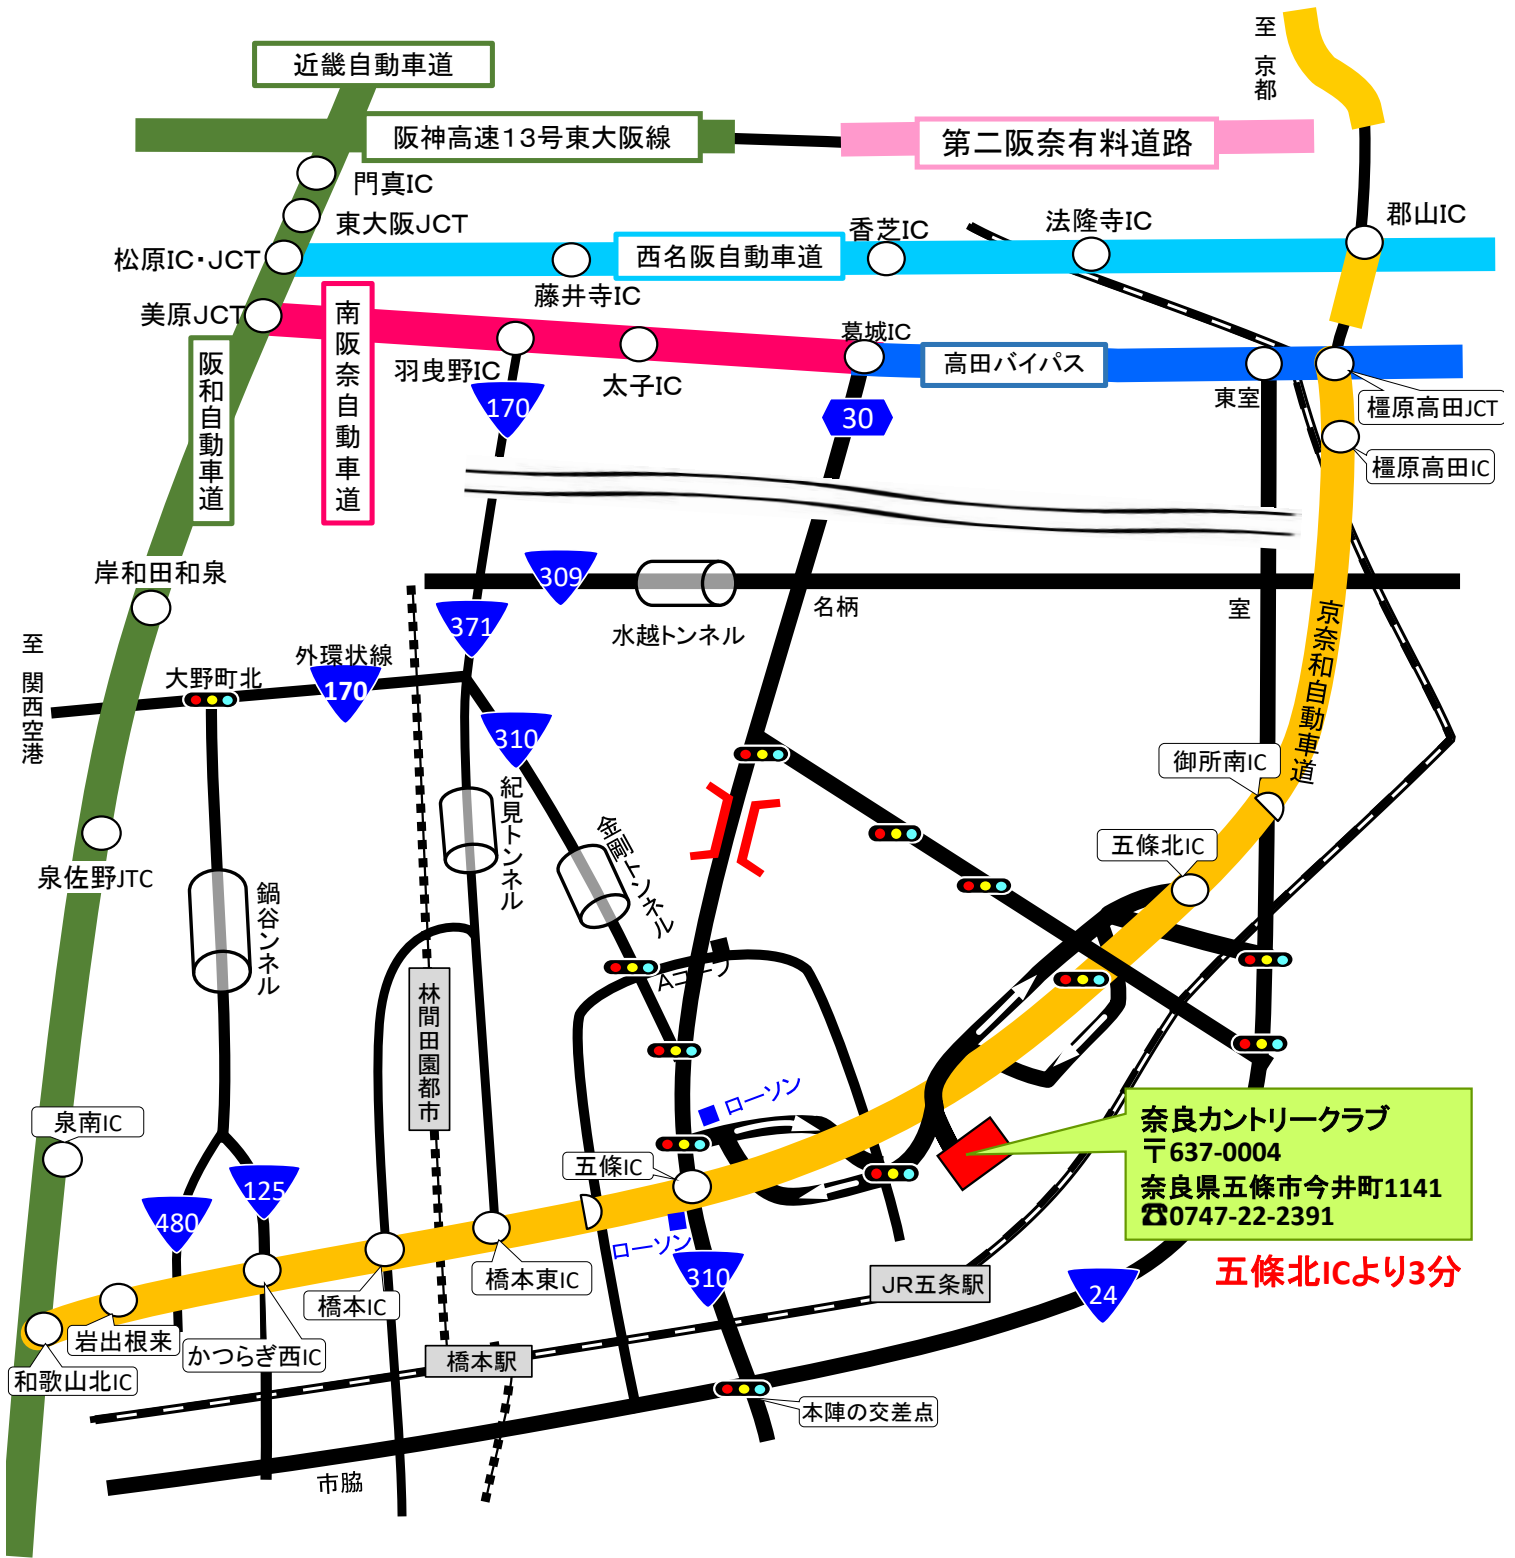 近畿自動車道
至 京都
阪神高速13号東大阪線
第二阪奈有料道路
門真IC
東大阪JCT
松原IC・JCT
西名阪自動車道
香芝IC
法隆寺IC
郡山IC
藤井寺IC
美原JCT
南阪奈自動車道
葛城IC
高田バイパス
羽曳野IC
太子IC
東室
橿原高田JCT
阪和自動車道
170
30
橿原高田IC
岸和田和泉
309
名柄
室
水越トンネル
371
京奈和自動車道
至 関西空港
外環状線
大野町北
170
310
御所南IC
紀見トンネル
金剛トンネル
五條北IC
泉佐野JTC
鍋谷ンネル
Aコープ
林間田園都市
ローソン
泉南IC
五條IC
奈良カントリークラブ
〒637-0004
奈良県五條市今井町1141
☎0747-22-2391
五條北ICより3分
125
480
ローソン
橋本東IC
310
JR五条駅
24
橋本IC
岩出根来
かつらぎ西IC
橋本駅
和歌山北IC
本陣の交差点
市脇